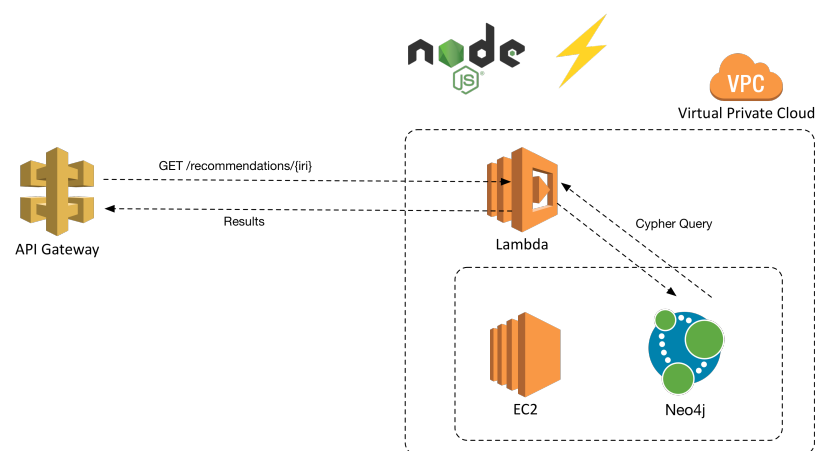 node
JS
VPC
Virtual Private Cloud
GET /recommendations/{iri}
Results
API Gateway
Lambda
Cypher Query
EC2
Neo4j